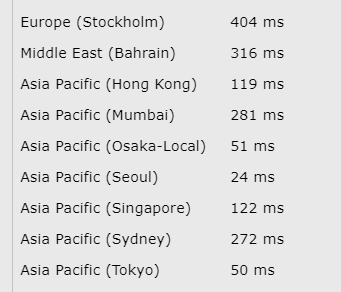 Europe (Stockholm) 404 ms
Middle East (Bahrain) 316 ms
Asia Pacific (Hong Kong) 119 ms
Asia Pacific (Mumbai) 281 ms
Asia Pacific (Osaka-Local) 51 ms
Asia Pacific (Seoul) 24 ms
Asia Pacific (Singapore) 122 ms
Asia Pacific (Sydney) 272 ms
Asia Pacific (Tokyo) 50 ms